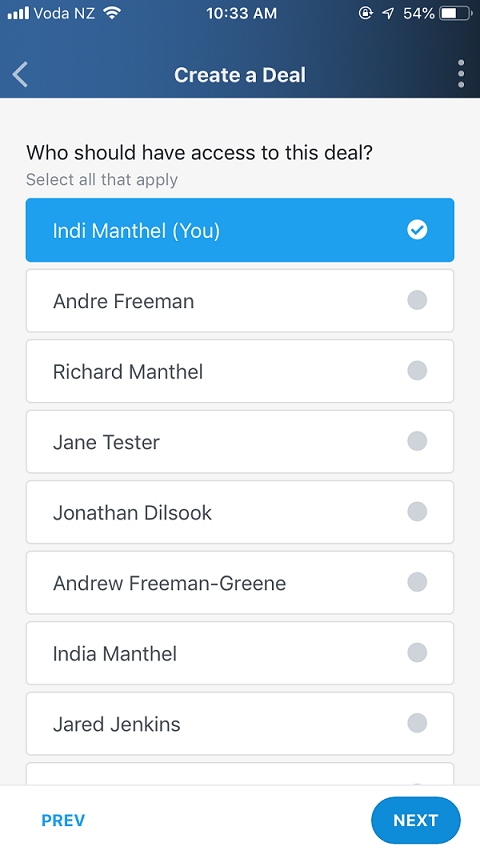 Voda NZ 10:33 AM 54%
Create a Deal
Who should have access to this deal?
Select all that apply
Indi Manthel (You)
Andre Freeman
Richard Manthel
Jane Tester
Jonathan Dilsook
Andrew Freeman-Greene
India Manthel
Jared Jenkins
PREV NEXT